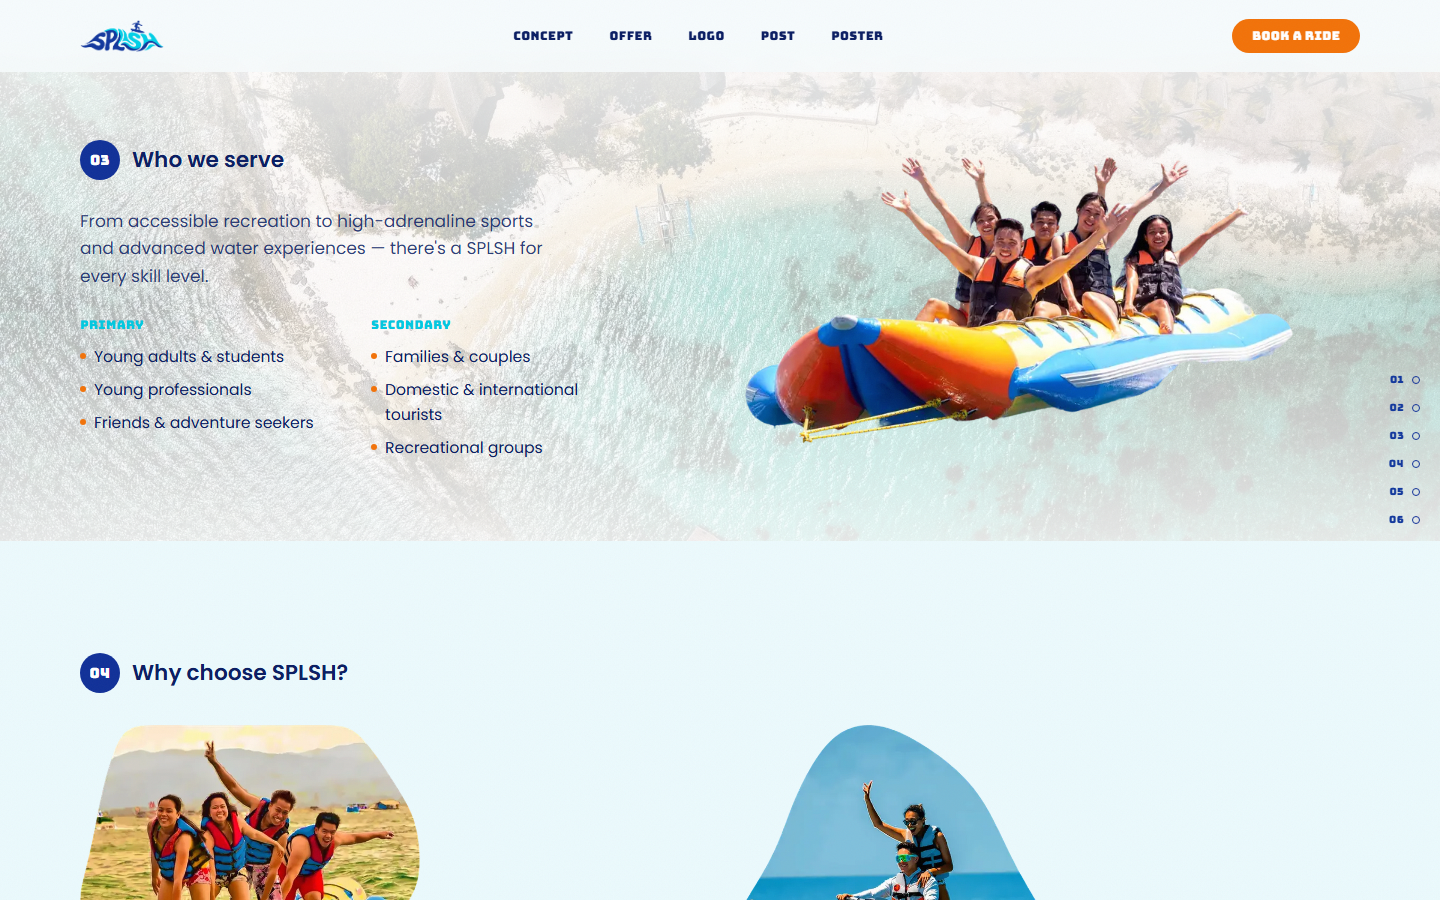 SPLSH
CONCEPT
OFFER
LOGO
POST
POSTER
BOOK A RIDE
03
Who we serve
From accessible recreation to high-adrenaline sports
and advanced water experiences — there's a SPLSH for
every skill level.
PRIMARY
Young adults & students
Young professionals
Friends & adventure seekers
SECONDARY
Families & couples
Domestic & international
tourists
Recreational groups
01
02
03
04
05
06
04
Why choose SPLSH?